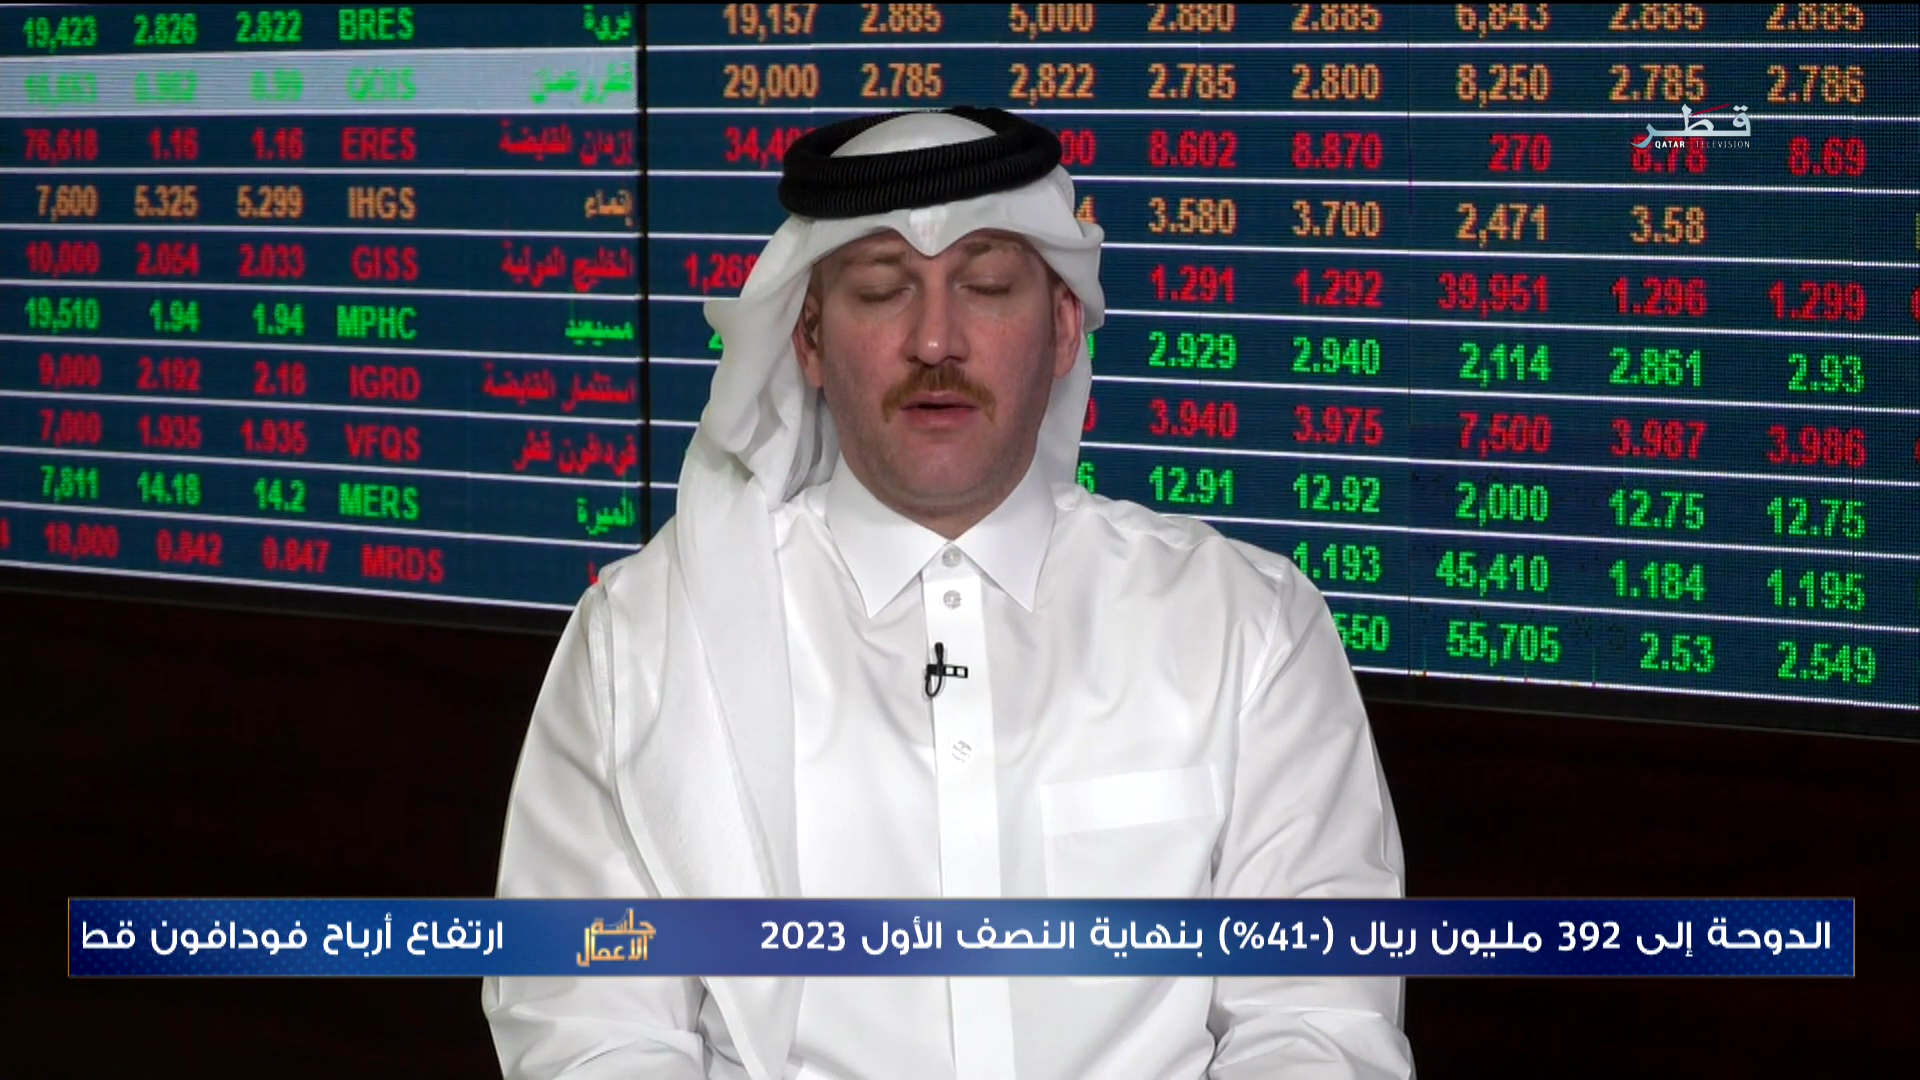 19,423 2.826 2.822 BRES بروة
19,157 2.885 5,000 2.880 2.885 6,843 2.885 2.885
QOIS قطر وعمان
29,000 2.785 2,822 2.785 2.800 8,250 2.785 2.786
76,618 1.16 1.16 ERES إزدان القابضة
8.602 8.870 270 8.78 8.69
7,600 5.325 5.299 IHGS إنماء
3.580 3.700 2,471 3.58
10,000 2.054 2.033 GISS الخليج الدولية
1.291 1.292 39,951 1.296 1.299
19,510 1.94 1.94 MPHC مسيعيد
2.929 2.940 2,114 2.861 2.93
9,000 2.192 2.18 IGRD استثمار القابضة
3.940 3.975 7,500 3.987 3.986
7,000 1.935 1.935 VFQS فودافون قطر
12.91 12.92 2,000 12.75 12.75
7,811 14.18 14.2 MERS الميرة
1.193 45,410 1.184 1.195
18,000 0.842 0.847 MRDS
55,705 2.53 2.549
قطر
QATAR TELEVISION
الدوحة إلى 392 مليون ريال (-41%) بنهاية النصف الأول 2023 جلسة الأعمال ارتفاع أرباح فودافون قط